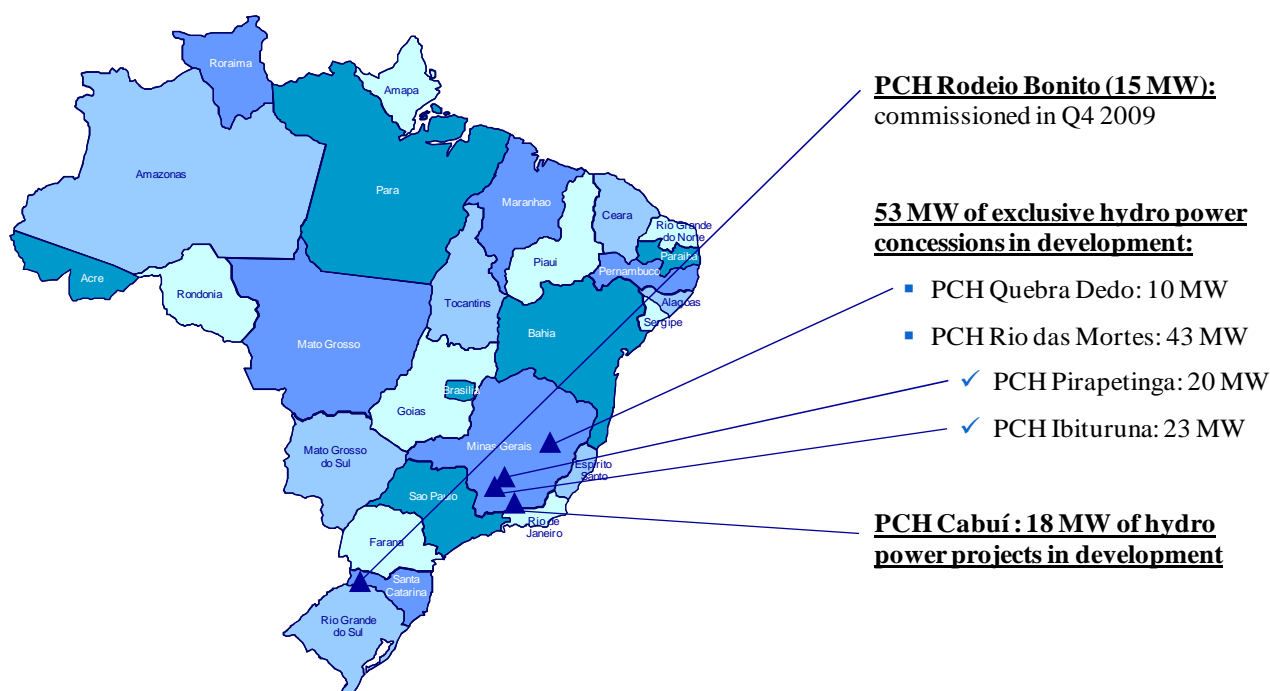 Roraima
Amapa
Amazonas
Para
Maranhao
Ceara
Rio Grande
do None
Paraiba
Piaui
Pernambuco
Acre
Rondonia
Tocantins
Alagoas
Sergipe
Bahia
Mato Grosso
Brasilia
Goias
Minas Gerais
Mato Grosso
do Sul
Espirito
Santo
Sao Paulo
Rio de
Janeiro
Farana
Santa
Catarina
Rio Grande
do Sul
PCH Rodeio Bonito (15 MW):
commissioned in Q4 2009
53 MW of exclusive hydro power
concessions in development:
▪ PCH Quebra Dedo: 10 MW
▪ PCH Rio das Mortes: 43 MW
✓ PCH Pirapetinga: 20 MW
✓ PCH Ibituruna: 23 MW
PCH Cabuí : 18 MW of hydro
power projects in development